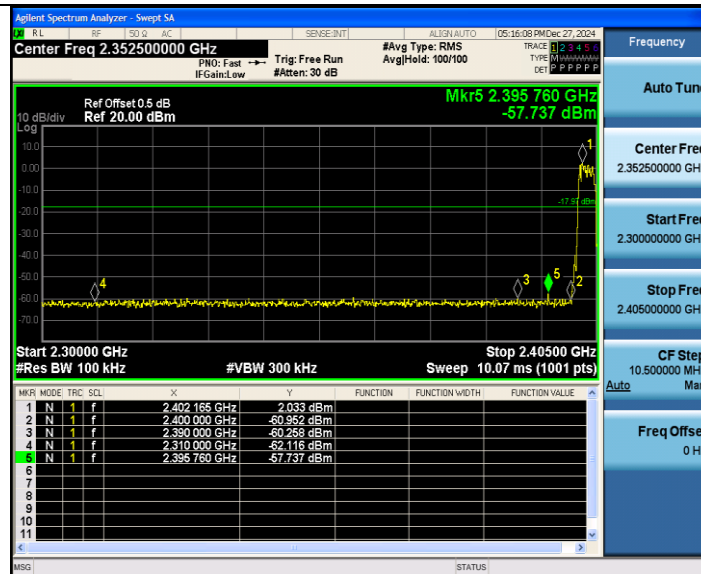 Agilent Spectrum Analyzer - Swept SA
RL RF 50 Ω AC SENSE:INT ALIGN AUTO 05:16:08 PM Dec 27, 2024
Center Freq 2.352500000 GHz #Avg Type: RMS TRACE 1 2 3 4 5 6
PNO: Fast Trig: Free Run Avg|Hold: 100/100 TYPE M
IFGain:Low #Atten: 30 dB DET P P P P P P
Ref Offset 0.5 dB Mkr5 2.395 760 GHz
10 dB/div Ref 20.00 dBm -57.737 dBm
Log
10.0
0.00
-10.0
-17.97 dBm
-20.0
-30.0
-40.0
-50.0
-60.0
-70.0
1
4 3 5 2
Start 2.30000 GHz Stop 2.40500 GHz
#Res BW 100 kHz #VBW 300 kHz Sweep 10.07 ms (1001 pts)
MKR MODE TRC SCL X Y FUNCTION FUNCTION WIDTH FUNCTION VALUE
1 N 1 f 2.402 165 GHz 2.033 dBm
2 N 1 f 2.400 000 GHz -60.952 dBm
3 N 1 f 2.390 000 GHz -60.258 dBm
4 N 1 f 2.310 000 GHz -62.116 dBm
5 N 1 f 2.395 760 GHz -57.737 dBm
6
7
8
9
10
11
MSG STATUS
Frequency
Auto Tun
Center Fre
2.352500000 GH
Start Fre
2.300000000 GH
Stop Fre
2.405000000 GH
CF Step
10.500000 MH
Auto Ma
Freq Offse
0 H